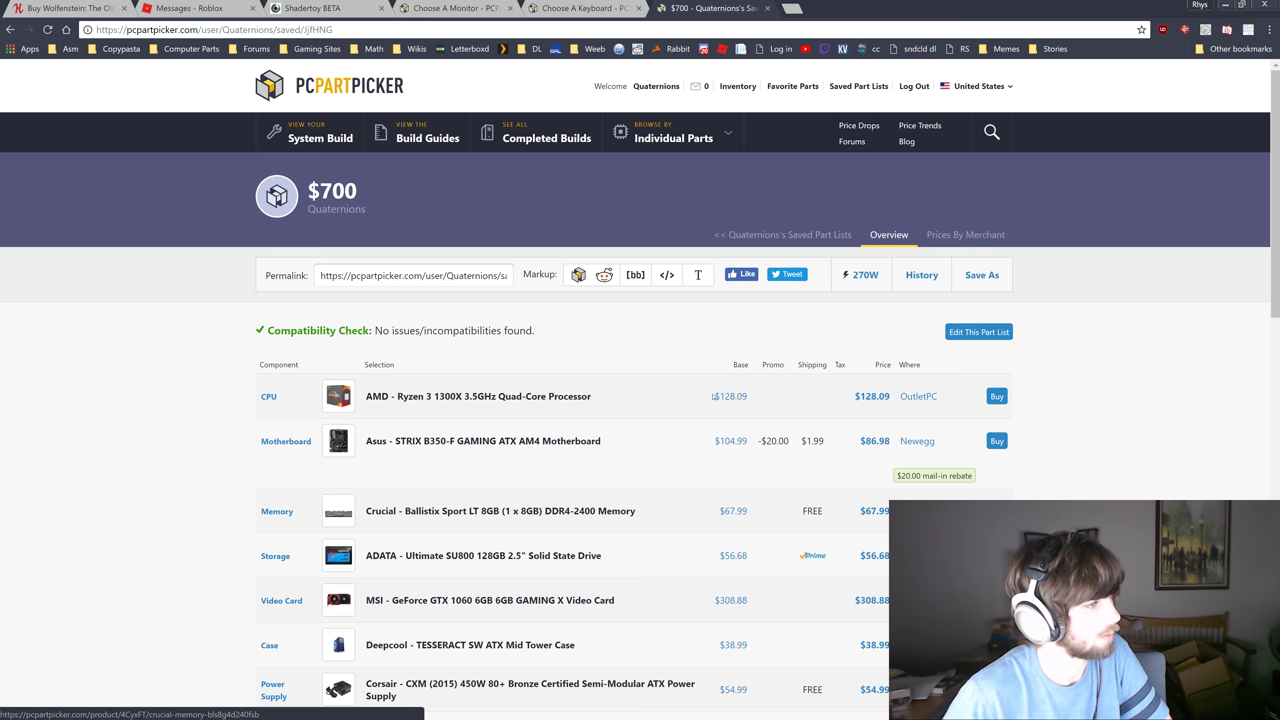 Buy Wolfenstein: The Ol
Messages - Roblox
Shadertoy BETA
Choose A Monitor - PCP
Choose A Keyboard - PC
$700 - Quaternions's Sa
Rhys
https://pcpartpicker.com/user/Quaternions/saved/JjfHNG
Apps
Asm
Copypasta
Computer Parts
Forums
Gaming Sites
Math
Wikis
Letterboxd
DL
Weeb
Rabbit
Log in
KV
cc
sndcld dl
RS
Memes
Stories
Other bookmarks
PCPARTPICKER
Welcome Quaternions 0 Inventory Favorite Parts Saved Part Lists Log Out United States
VIEW YOUR
System Build
VIEW THE
Build Guides
SEE ALL
Completed Builds
BROWSE BY
Individual Parts
Price Drops Price Trends
Forums Blog
$700
Quaternions
<< Quaternions's Saved Part Lists Overview Prices By Merchant
Permalink: https://pcpartpicker.com/user/Quaternions/sa Markup: [bb] </> T Like Tweet 270W History Save As
Compatibility Check: No issues/incompatibilities found. Edit This Part List
Component Selection Base Promo Shipping Tax Price Where
CPU AMD - Ryzen 3 1300X 3.5GHz Quad-Core Processor $128.09 $128.09 OutletPC Buy
Motherboard Asus - STRIX B350-F GAMING ATX AM4 Motherboard $104.99 -$20.00 $1.99 $86.98 Newegg Buy
$20.00 mail-in rebate
Memory Crucial - Ballistix Sport LT 8GB (1 x 8GB) DDR4-2400 Memory $67.99 FREE $67.99
Storage ADATA - Ultimate SU800 128GB 2.5" Solid State Drive $56.68 Prime $56.68
Video Card MSI - GeForce GTX 1060 6GB 6GB GAMING X Video Card $308.88 $308.88
Case Deepcool - TESSERACT SW ATX Mid Tower Case $38.99 $38.99
Power Supply Corsair - CXM (2015) 450W 80+ Bronze Certified Semi-Modular ATX Power Supply $54.99 FREE $54.99
https://pcpartpicker.com/product/4CyxFT/crucial-memory-bls8g4d240fsb